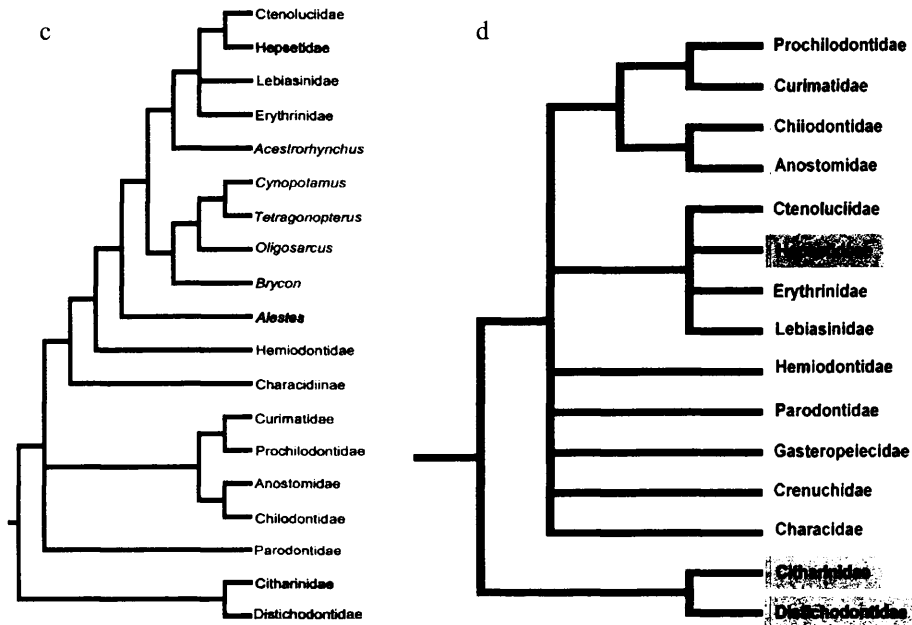 c
Ctenoluciidae
Hepsetidae
Lebiasinidae
Erythrinidae
Acestrorhynchus
Cynopotamus
Tetragonopterus
Oligosarcus
Brycon
Alestes
Hemiodontidae
Characidiinae
Curimatidae
Prochilodontidae
Anostomidae
Chilodontidae
Parodontidae
Citharinidae
Distichodontidae
d
Prochilodontidae
Curimatidae
Chilodontidae
Anostomidae
Ctenoluciidae
Erythrinidae
Lebiasinidae
Hemiodontidae
Parodontidae
Gasteropelecidae
Crenuchidae
Characidae
Citharinidae
Distichodontidae